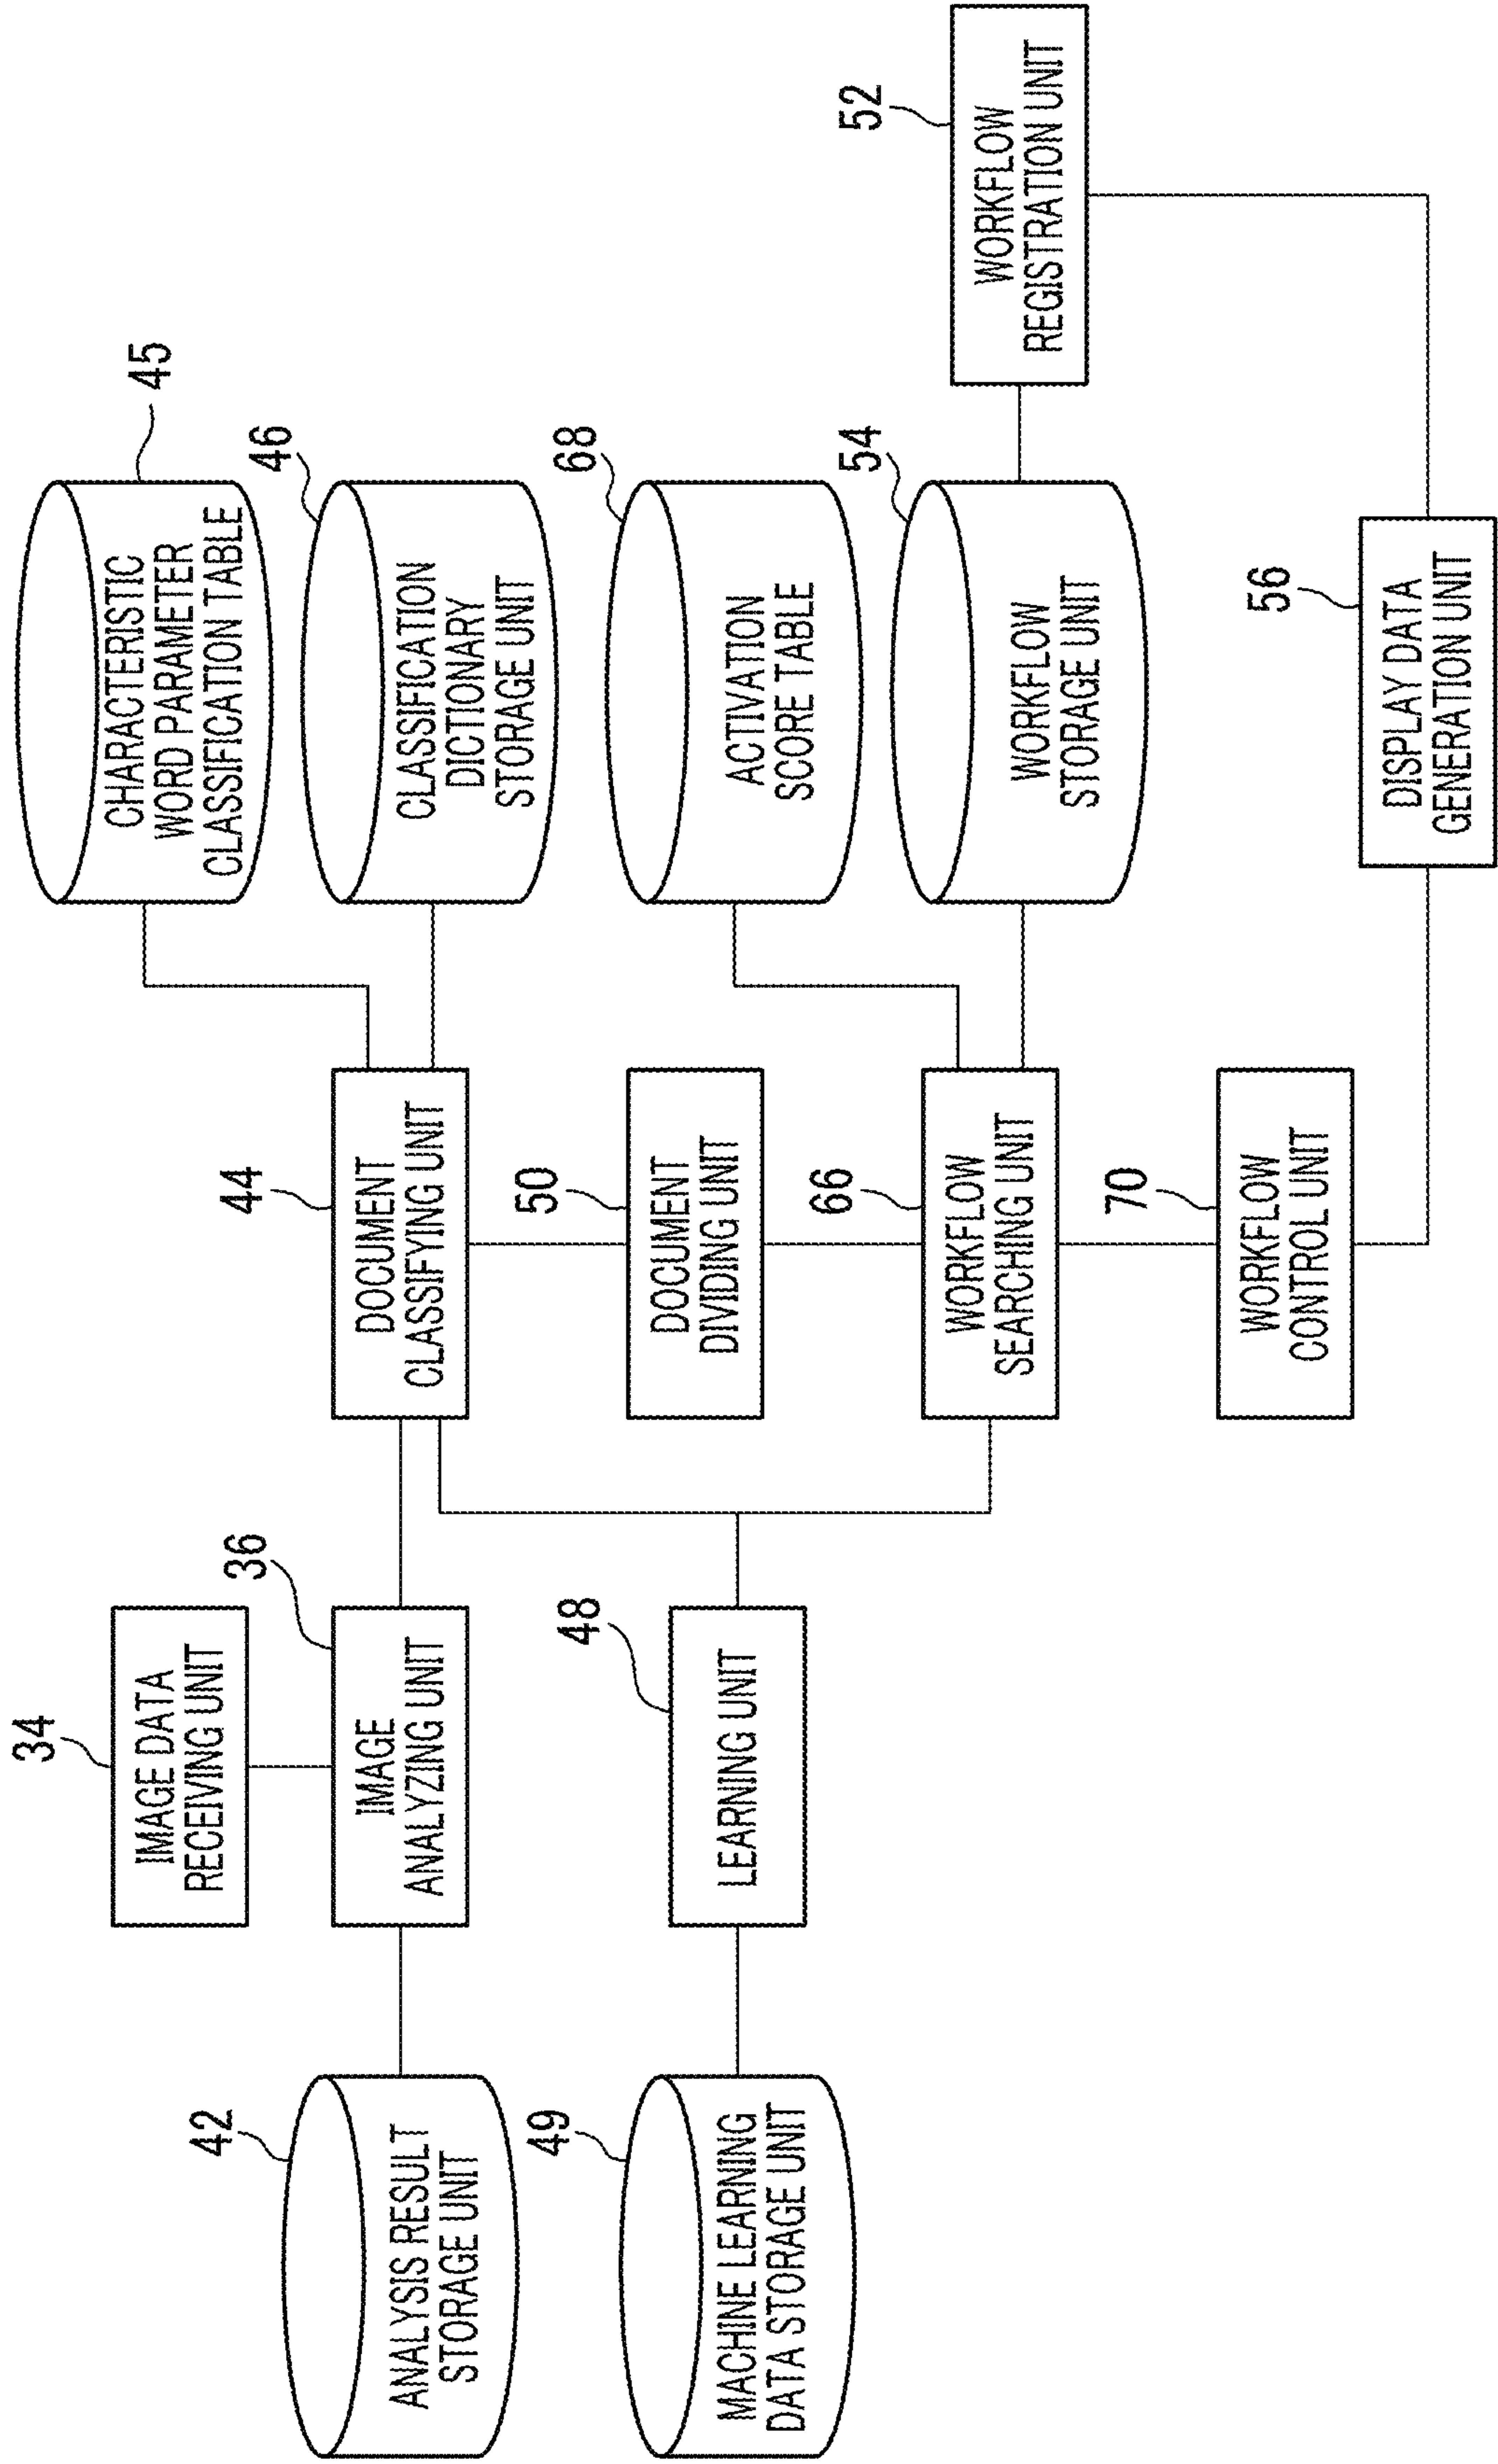 34
IMAGE DATA
RECEIVING UNIT
42
ANALYSIS RESULT
STORAGE UNIT
36
IMAGE
ANALYZING UNIT
44
DOCUMENT
CLASSIFYING UNIT
45
CHARACTERISTIC
WORD PARAMETER
CLASSIFICATION TABLE
46
CLASSIFICATION
DICTIONARY
STORAGE UNIT
49
MACHINE LEARNING
DATA STORAGE UNIT
48
LEARNING UNIT
50
DOCUMENT
DIVIDING UNIT
68
ACTIVATION
SCORE TABLE
66
WORKFLOW
SEARCHING UNIT
54
WORKFLOW
STORAGE UNIT
52
WORKFLOW
REGISTRATION UNIT
70
WORKFLOW
CONTROL UNIT
56
DISPLAY DATA
GENERATION UNIT